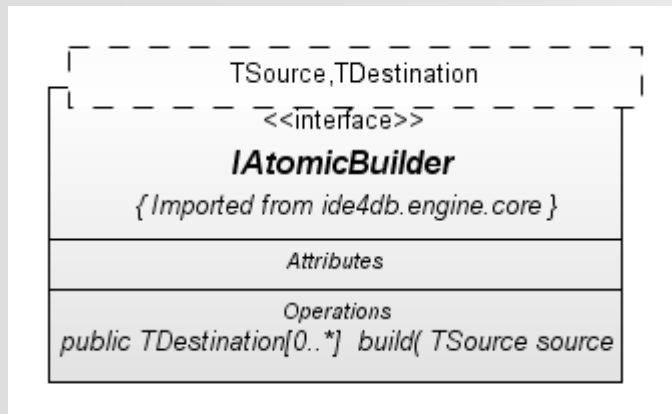 TSource,TDestination
<<interface>>
IAtomicBuilder
{ Imported from ide4db.engine.core }
Attributes
Operations
public TDestination[0..*]  build( TSource source